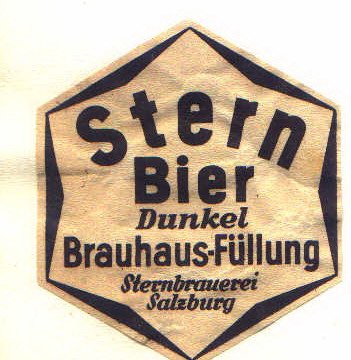 Stern
Bier
Dunkel
Brauhaus-Füllung
Sternbrauerei
Salzburg